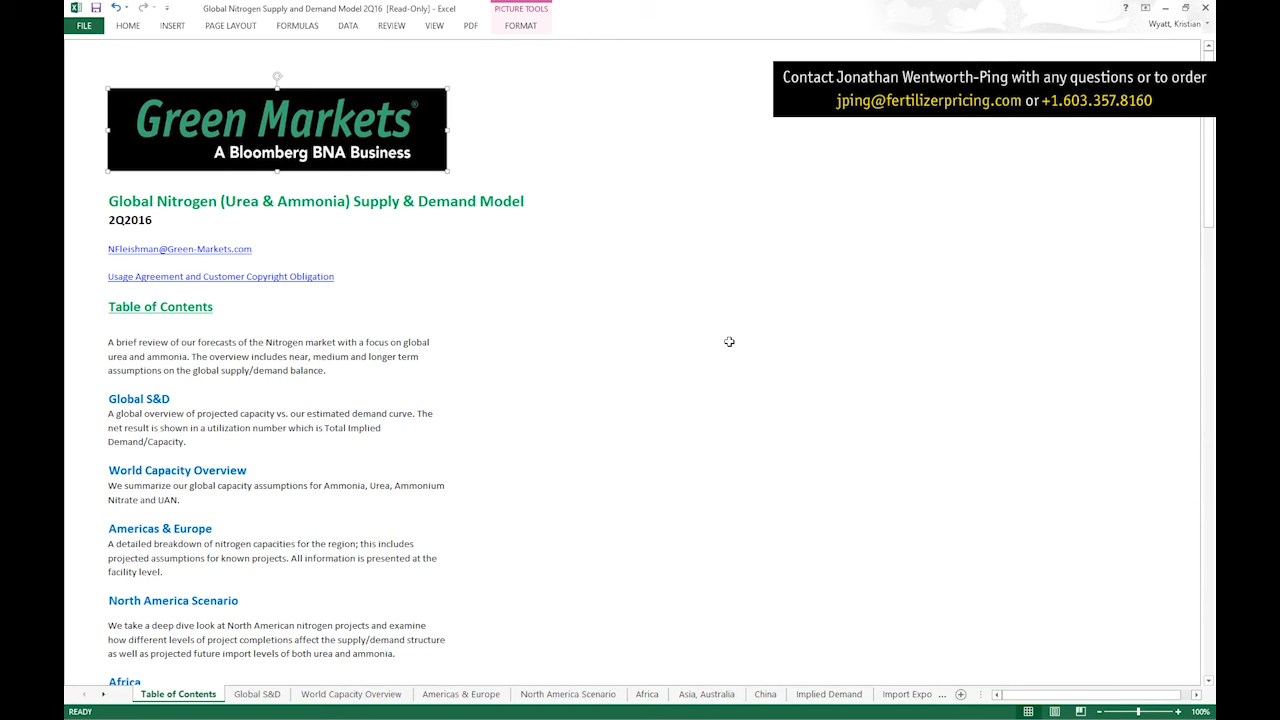 Global Nitrogen Supply and Demand Model 2Q16 [Read-Only] - Excel
PICTURE TOOLS
FILE HOME INSERT PAGE LAYOUT FORMULAS DATA REVIEW VIEW PDF FORMAT
Wyatt, Kristian
Contact Jonathan Wentworth-Ping with any questions or to order
jping@fertilizerpricing.com or +1.603.357.8160
Green Markets®
A Bloomberg BNA Business
Global Nitrogen (Urea & Ammonia) Supply & Demand Model
2Q2016
NFleishman@Green-Markets.com
Usage Agreement and Customer Copyright Obligation
Table of Contents
A brief review of our forecasts of the Nitrogen market with a focus on global
urea and ammonia. The overview includes near, medium and longer term
assumptions on the global supply/demand balance.
Global S&D
A global overview of projected capacity vs. our estimated demand curve. The
net result is shown in a utilization number which is Total Implied
Demand/Capacity.
World Capacity Overview
We summarize our global capacity assumptions for Ammonia, Urea, Ammonium
Nitrate and UAN.
Americas & Europe
A detailed breakdown of nitrogen capacities for the region; this includes
projected assumptions for known projects. All information is presented at the
facility level.
North America Scenario
We take a deep dive look at North American nitrogen projects and examine
how different levels of project completions affect the supply/demand structure
as well as projected future import levels of both urea and ammonia.
Africa
Table of Contents Global S&D World Capacity Overview Americas & Europe North America Scenario Africa Asia, Australia China Implied Demand Import Expo ...
READY
100%